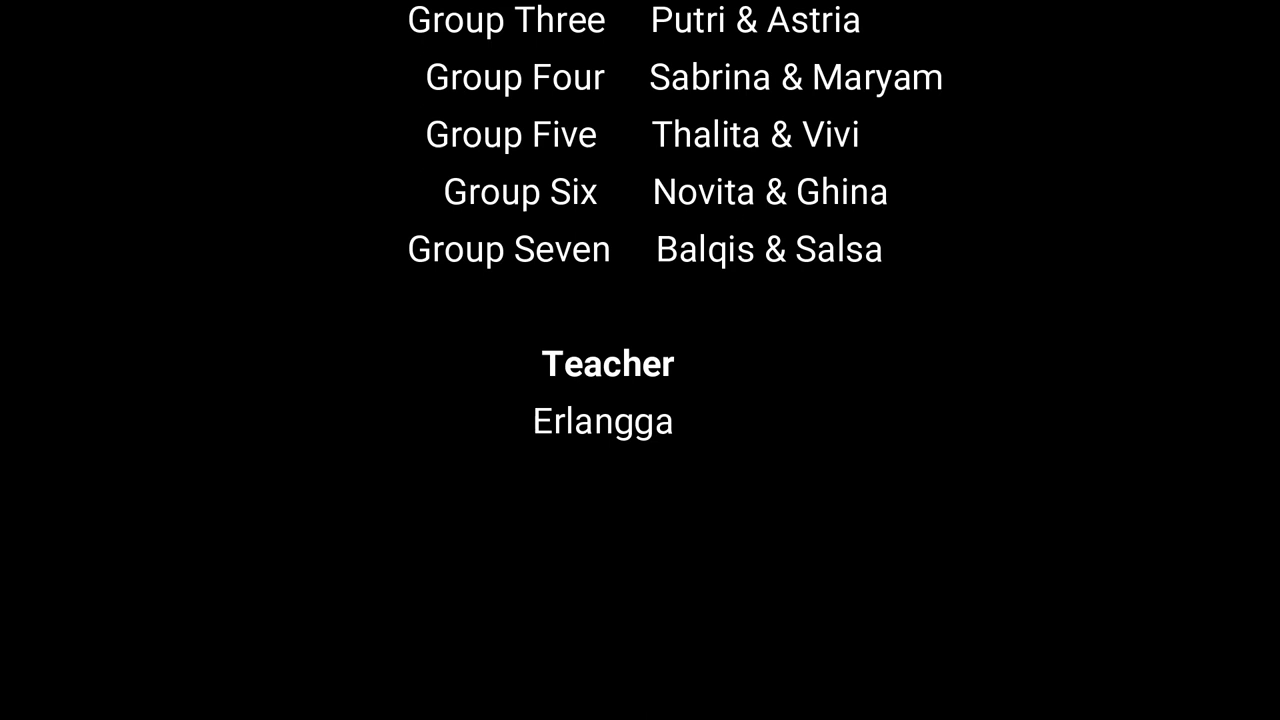 Group Three Putri & Astria
Group Four Sabrina & Maryam
Group Five Thalita & Vivi
Group Six Novita & Ghina
Group Seven Balqis & Salsa
Teacher
Erlangga